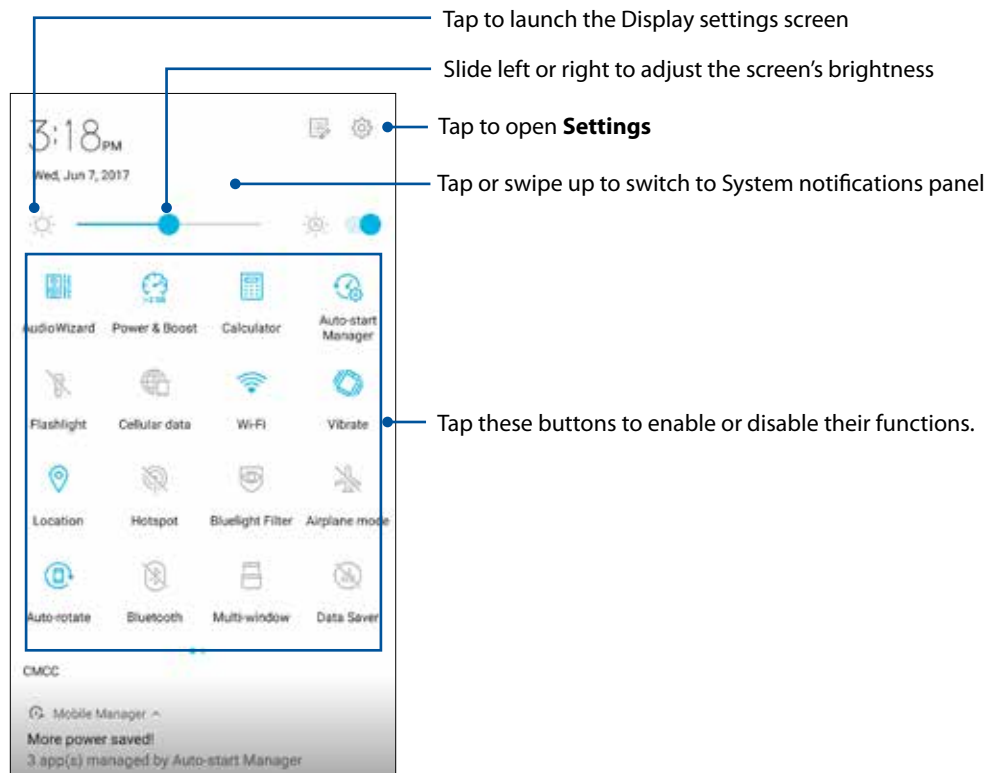 Tap to launch the Display settings screen
Slide left or right to adjust the screen's brightness
3:18PM
Tap to open Settings
Wed, Jun 7, 2017
Tap or swipe up to switch to System notifications panel
AudioWizard Power & Boost Calculator Auto-start Manager
Flashlight Cellular data Wi-Fi Vibrate
Tap these buttons to enable or disable their functions.
Location Hotspot Bluelight Filter Airplane mode
Auto-rotate Bluetooth Multi-window Data Saver
CMCC
Mobile Manager
More power saved!
3 app(s) managed by Auto-start Manager